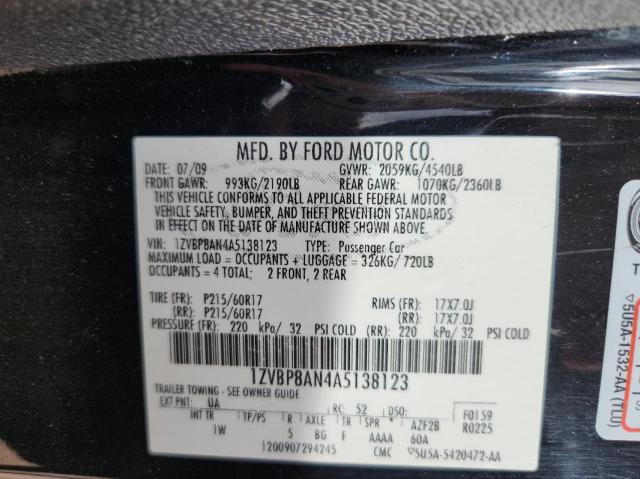 MFD. BY FORD MOTOR CO.
DATE: 07/09 GVWR: 2059KG/4540LB
FRONT GAWR: 993KG/2190LB REAR GAWR: 1070KG/2360LB
THIS VEHICLE CONFORMS TO ALL APPLICABLE FEDERAL MOTOR
VEHICLE SAFETY, BUMPER, AND THEFT PREVENTION STANDARDS
IN EFFECT ON THE DATE OF MANUFACTURE SHOWN ABOVE.
VIN: 1ZVBP8AN4A5138123 TYPE: Passenger Car
MAXIMUM LOAD = OCCUPANTS + LUGGAGE = 326KG/720LB
OCCUPANTS = 4 TOTAL; 2 FRONT, 2 REAR
TIRE (FR): P215/60R17 RIMS (FR): 17X7.0J
(RR): P215/60R17 (RR): 17X7.0J
PRESSURE (FR): 220 kPa/ 32 PSI COLD (RR): 220 kPa/ 32 PSI COLD
1ZVBP8AN4A5138123
TRAILER TOWING - SEE OWNER GUIDE
EXT PNT: UA RC: 52 DSO: F0159
INT TR TP/PS R AXLE TR SPR * AZF2B R0225
1W 5 BG F AAAA 60A
1200907294245 CMC ▽5U5A-5420472-AA
▽5U5A-1532-AA (TLU)